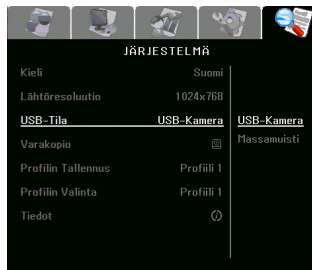 JÄRJESTELMÄ
Kieli Suomi
Lähtöresoluutio 1024x768
USB-Tila USB-Kamera USB-Kamera
Varakopio Massamuisti
Profiilin Tallennus Profiili 1
Profiilin Valinta Profiili 1
Tiedot